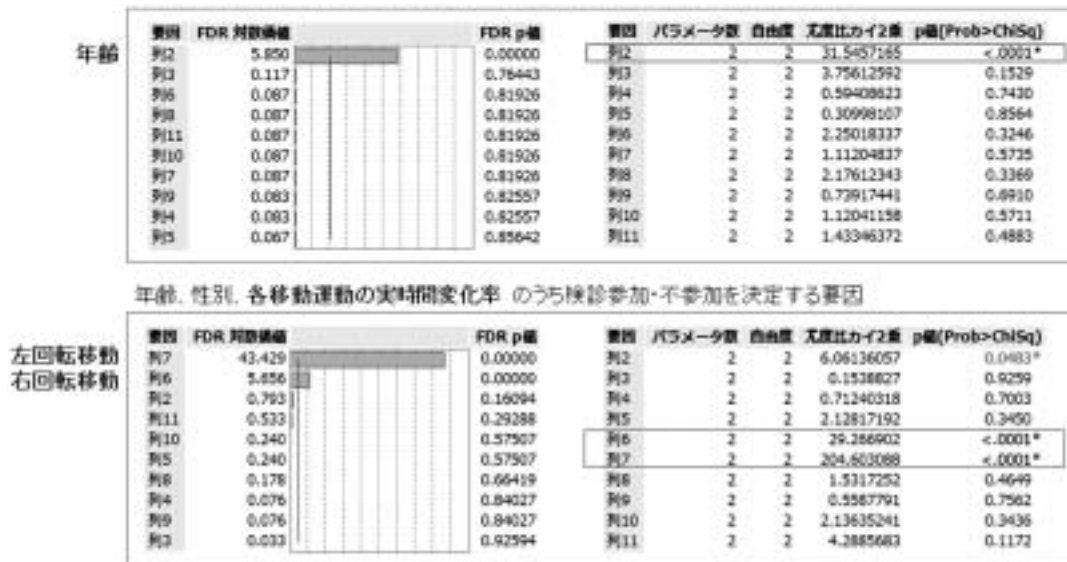 要因 FDR 対数価値 FDR p値
年齢 列2 5.850 0.00000
列3 0.117 0.76443
列6 0.087 0.81926
列8 0.087 0.81926
列11 0.087 0.81926
列10 0.087 0.81926
列7 0.087 0.81926
列9 0.083 0.82557
列4 0.083 0.82557
列5 0.067 0.85642
要因 パラメータ数 自由度 尤度比カイ2乗 p値(Prob>ChiSq)
列2 2 2 31.5457165 <.0001*
列3 2 2 3.75612592 0.1529
列4 2 2 0.59408623 0.7430
列5 2 2 0.30998107 0.8564
列6 2 2 2.25018337 0.3246
列7 2 2 1.11204837 0.5735
列8 2 2 2.17612343 0.3369
列9 2 2 0.73917441 0.6910
列10 2 2 1.12041158 0.5711
列11 2 2 1.43346372 0.4883
年齢、性別、各移動運動の実時間変化率 のうち検診参加・不参加を決定する要因
要因 FDR 対数価値 FDR p値
左回転移動 列7 43.429 0.00000
右回転移動 列6 5.656 0.00000
列2 0.793 0.16094
列11 0.533 0.29288
列10 0.240 0.57507
列5 0.240 0.57507
列8 0.178 0.66419
列4 0.076 0.84027
列9 0.076 0.84027
列3 0.033 0.92594
要因 パラメータ数 自由度 尤度比カイ2乗 p値(Prob>ChiSq)
列2 2 2 6.06136057 0.0483*
列3 2 2 0.1538827 0.9259
列4 2 2 0.71240318 0.7003
列5 2 2 2.12817192 0.3450
列6 2 2 29.266902 <.0001*
列7 2 2 204.603088 <.0001*
列8 2 2 1.5317252 0.4649
列9 2 2 0.5587791 0.7562
列10 2 2 2.13635241 0.3436
列11 2 2 4.2885683 0.1172